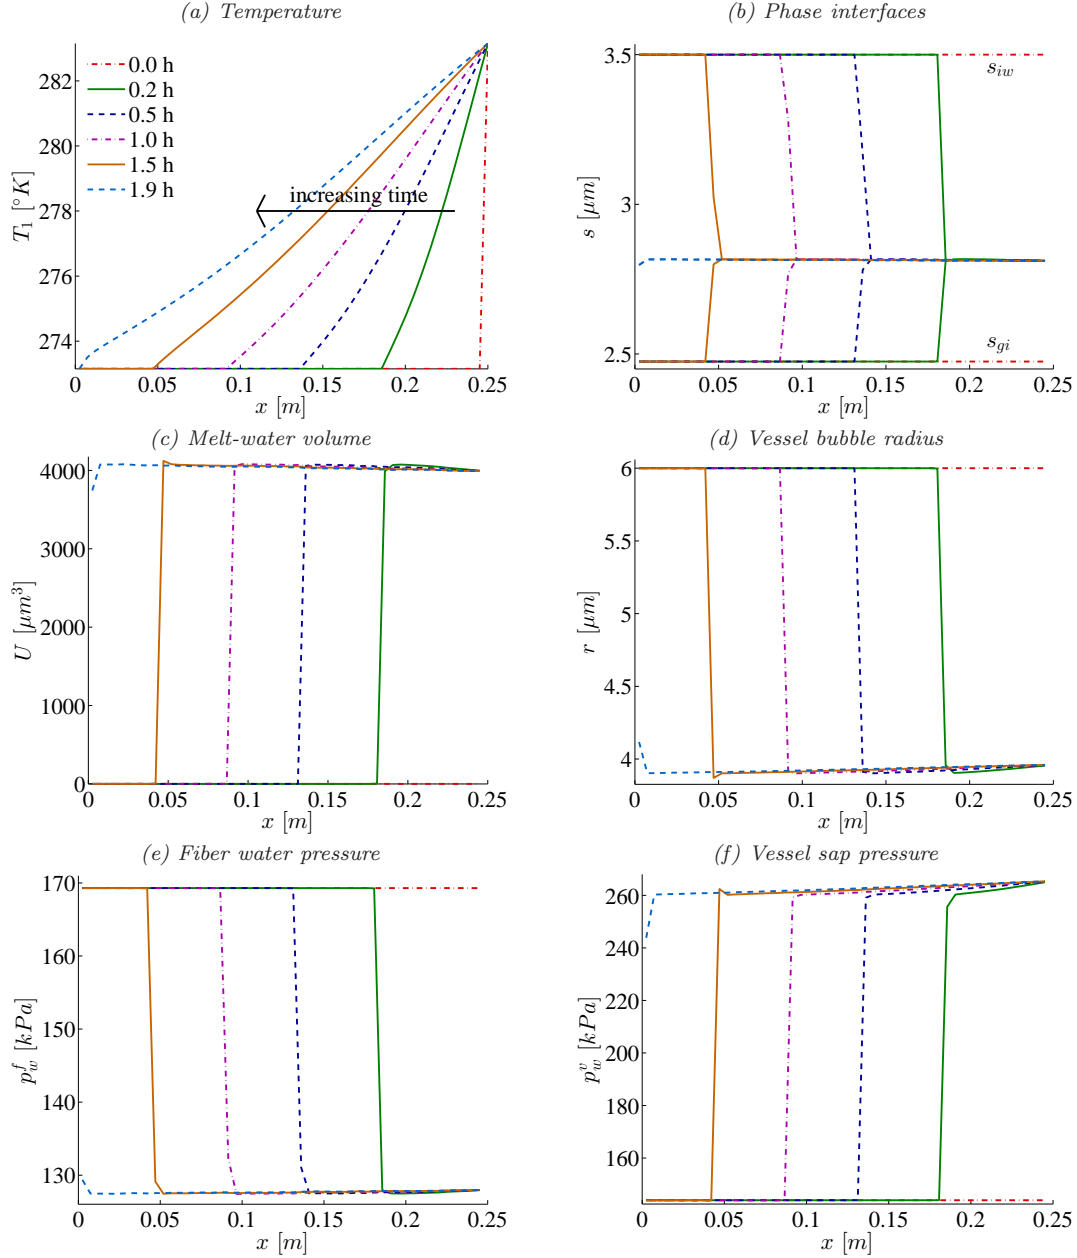 (a) Temperature
282
280
278
276
274
T₁ [°K]
0.0 h
0.2 h
0.5 h
1.0 h
1.5 h
1.9 h
increasing time
0 0.05 0.1 0.15 0.2 0.25
x [m]
(b) Phase interfaces
3.5
3
2.5
s [μm]
s_{iw}
s_{gi}
0 0.05 0.1 0.15 0.2 0.25
x [m]
(c) Melt-water volume
4000
3000
2000
1000
0
U [μm³]
0 0.05 0.1 0.15 0.2 0.25
x [m]
(d) Vessel bubble radius
6
5.5
5
4.5
4
r [μm]
0 0.05 0.1 0.15 0.2 0.25
x [m]
(e) Fiber water pressure
170
160
150
140
130
p_w^f [kPa]
0 0.05 0.1 0.15 0.2 0.25
x [m]
(f) Vessel sap pressure
260
240
220
200
180
160
p_w^v [kPa]
0 0.05 0.1 0.15 0.2 0.25
x [m]